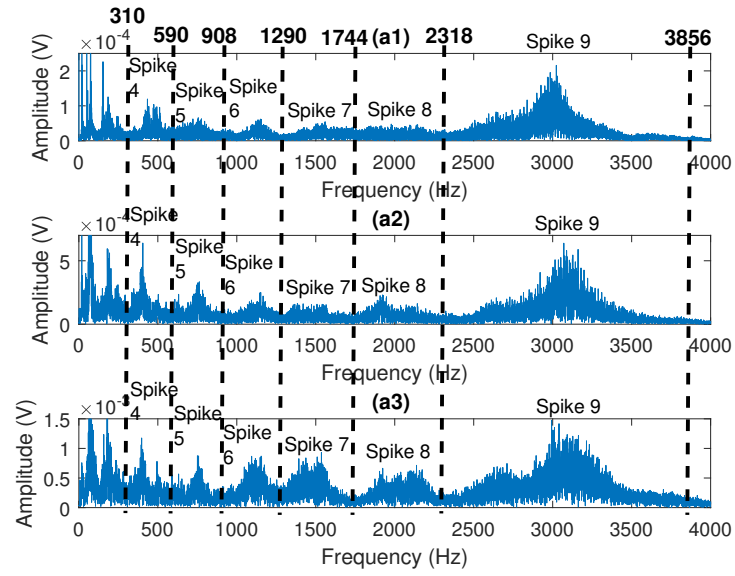 310 590 908 1290 1744 (a1) 2318 3856
×10-4
Spike 4 Spike 5 Spike 6 Spike 7 Spike 8 Spike 9
Amplitude (V)
2
1
0
0 500 1000 1500 2000 2500 3000 3500 4000
Frequency (Hz)
(a2)
×10-4
Spike 4 Spike 5 Spike 6 Spike 7 Spike 8 Spike 9
Amplitude (V)
5
0
0 500 1000 1500 2000 2500 3000 3500 4000
Frequency (Hz)
(a3)
×10-3
Spike 4 Spike 5 Spike 6 Spike 7 Spike 8 Spike 9
Amplitude (V)
1.5
1
0.5
0
0 500 1000 1500 2000 2500 3000 3500 4000
Frequency (Hz)